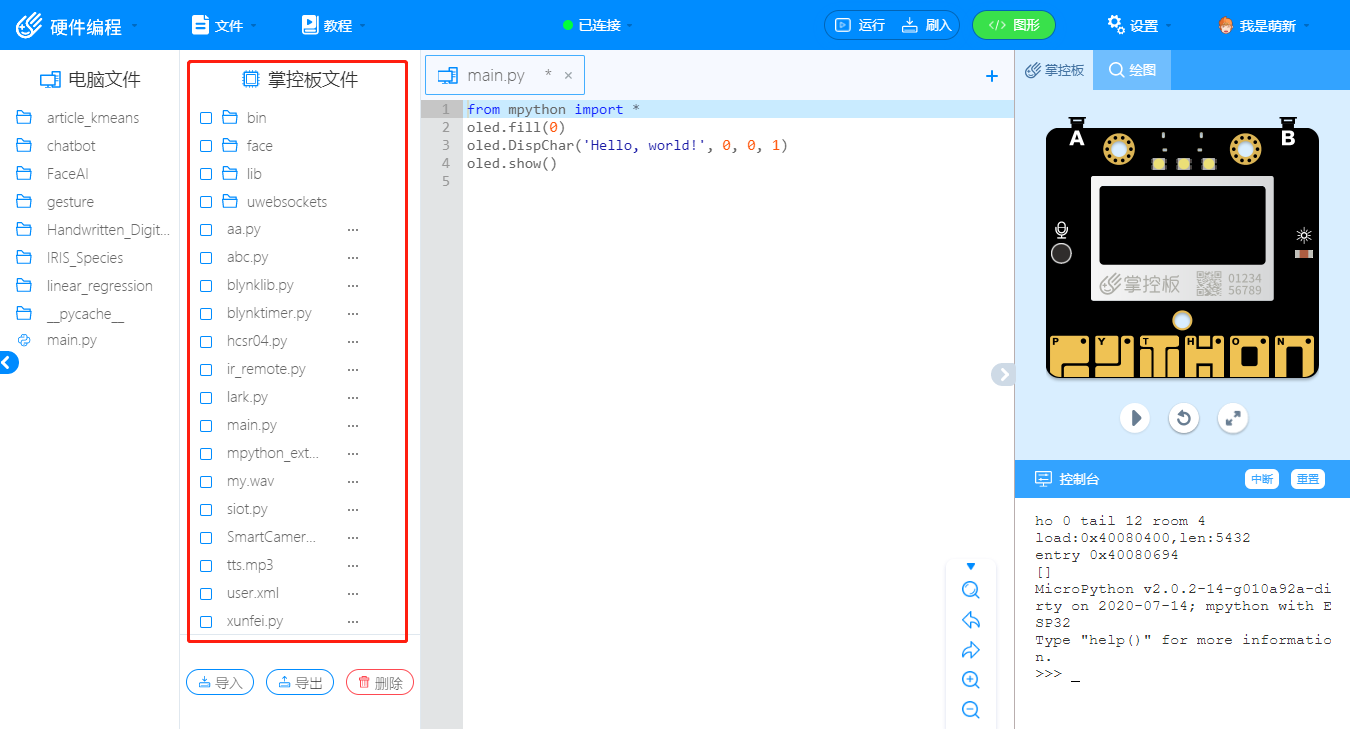 硬件编程
文件
教程
已连接
运行
刷入
</> 图形
设置
我是萌新
电脑文件
article_kmeans
chatbot
FaceAI
gesture
Handwritten_Digit...
IRIS_Species
linear_regression
__pycache__
main.py
掌控板文件
bin
face
lib
uwebsockets
aa.py ...
abc.py ...
blynklib.py ...
blynktimer.py ...
hcsr04.py ...
ir_remote.py ...
lark.py ...
main.py ...
mpython_ext... ...
my.wav ...
siot.py ...
SmartCamer... ...
tts.mp3 ...
user.xml ...
xunfei.py ...
导入
导出
删除
main.py * ×
+
1 from mpython import *
2 oled.fill(0)
3 oled.DispChar('Hello, world!', 0, 0, 1)
4 oled.show()
5
掌控板
绘图
A
B
掌控板
01234
56789
P Y T H O N
控制台
中断
重置
ho 0 tail 12 room 4
load:0x40080400,len:5432
entry 0x40080694
[]
MicroPython v2.0.2-14-g010a92a-di
rty on 2020-07-14; mpython with E
SP32
Type "help()" for more informatio
n.
>>> _